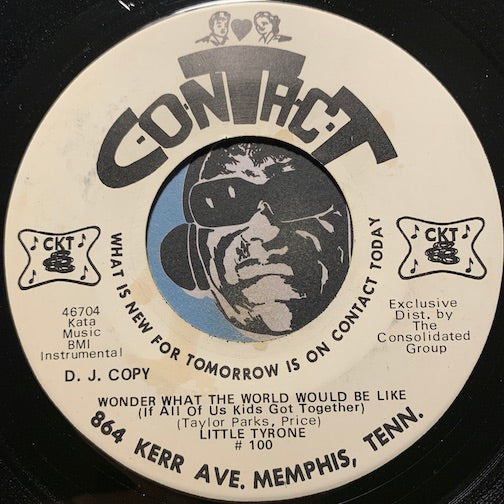 CONTACT
CKT
CKT
WHAT IS NEW FOR TOMORROW IS ON CONTACT TODAY
46704
Kata
Music
BMI
Instrumental
Exclusive
Dist. by
The
Consolidated
Group
D. J. COPY
WONDER WHAT THE WORLD WOULD BE LIKE
(If All of Us Kids Got Together)
(Taylor Parks, Price)
LITTLE TYRONE
# 100
864 KERR AVE. MEMPHIS, TENN.